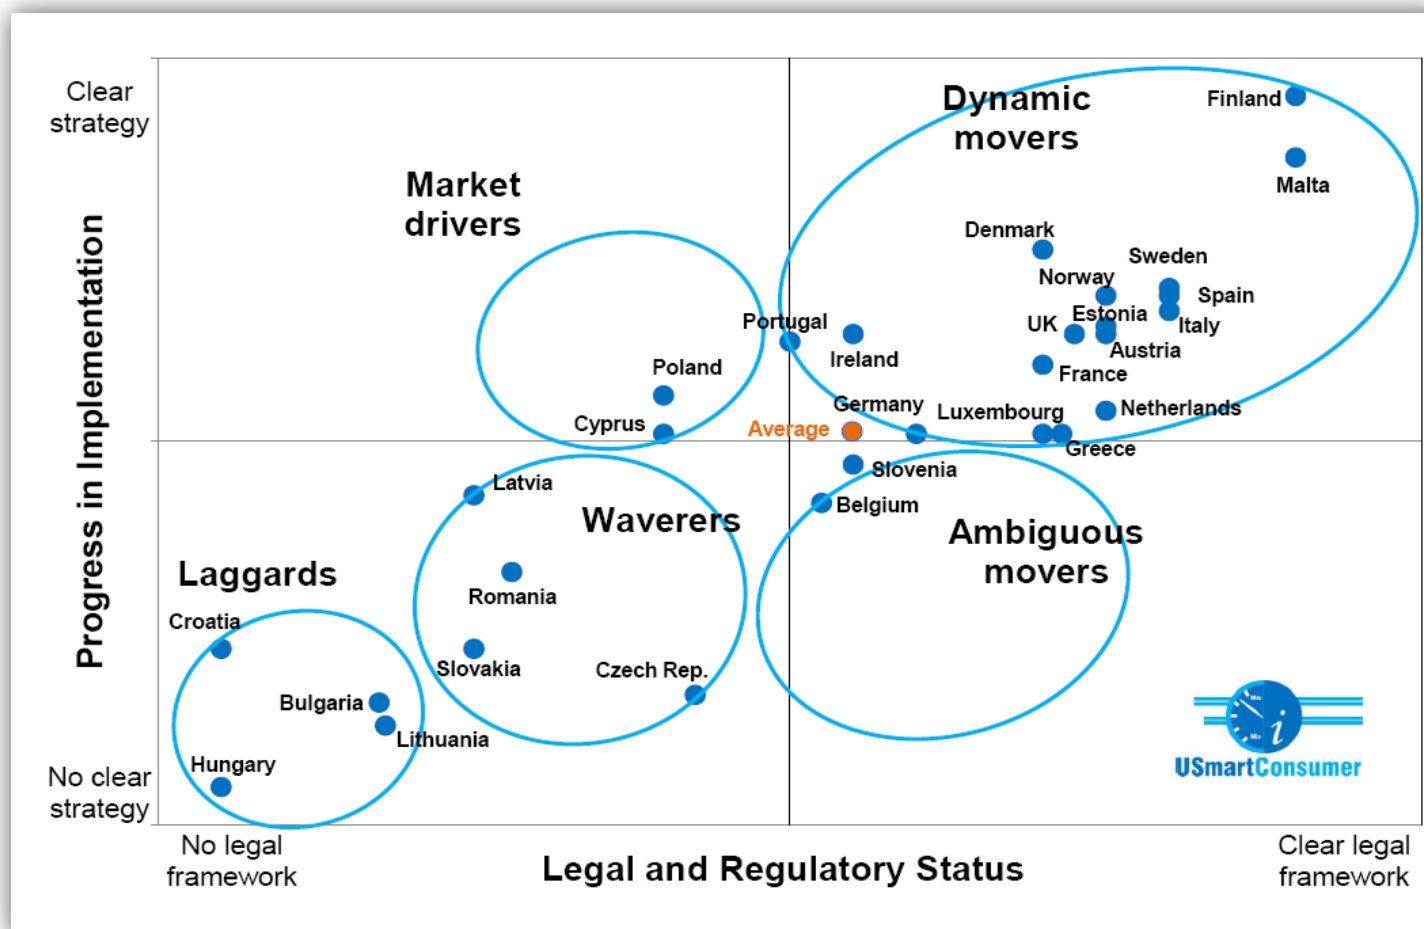 Clear
strategy
Dynamic
movers
Finland
Malta
Market
drivers
Denmark
Sweden
Norway
Spain
Estonia
UK
Italy
Portugal
Austria
Ireland
France
Poland
Germany
Luxembourg
Netherlands
Cyprus
Average
Greece
Slovenia
Latvia
Belgium
Waverers
Ambiguous
movers
Laggards
Romania
Croatia
Slovakia
Czech Rep.
Bulgaria
Lithuania
Hungary
USmartConsumer
Progress in Implementation
No clear
strategy
No legal
framework
Legal and Regulatory Status
Clear legal
framework